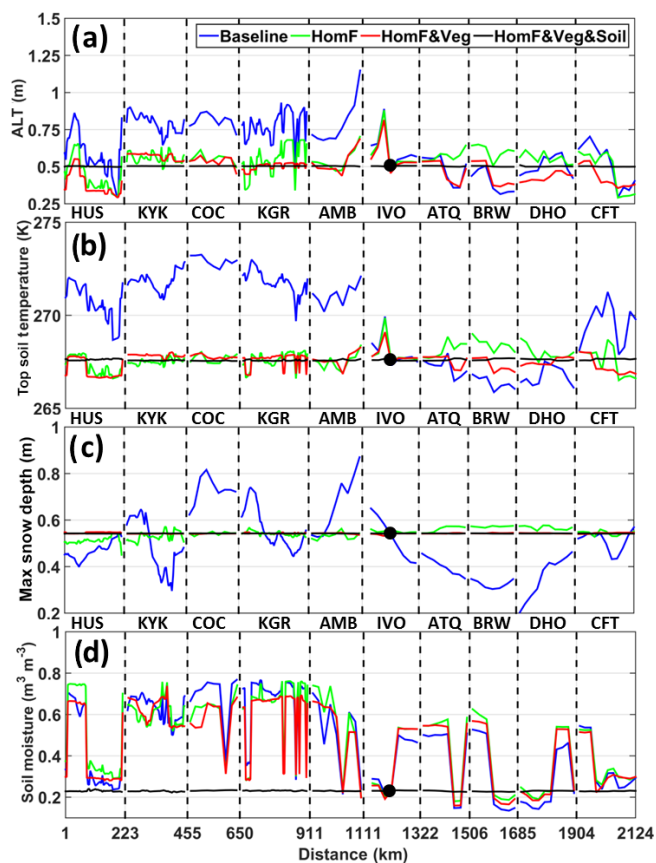 1.5
(a)
Baseline HomF HomF&Veg HomF&Veg&Soil
1
ALT (m)
0.75
0.5
0.25
HUS KYK COC KGR AMB IVO ATQ BRW DHO CFT
275
(b)
Top soil temperature (K)
270
265
HUS KYK COC KGR AMB IVO ATQ BRW DHO CFT
1
(c)
Max snow depth (m)
0.8
0.6
0.4
0.2
HUS KYK COC KGR AMB IVO ATQ BRW DHO CFT
1
(d)
Soil moisture (m³ m⁻³)
0.8
0.6
0.4
0.2
1 223 455 650 911 1111 1322 1506 1685 1904 2124
Distance (km)